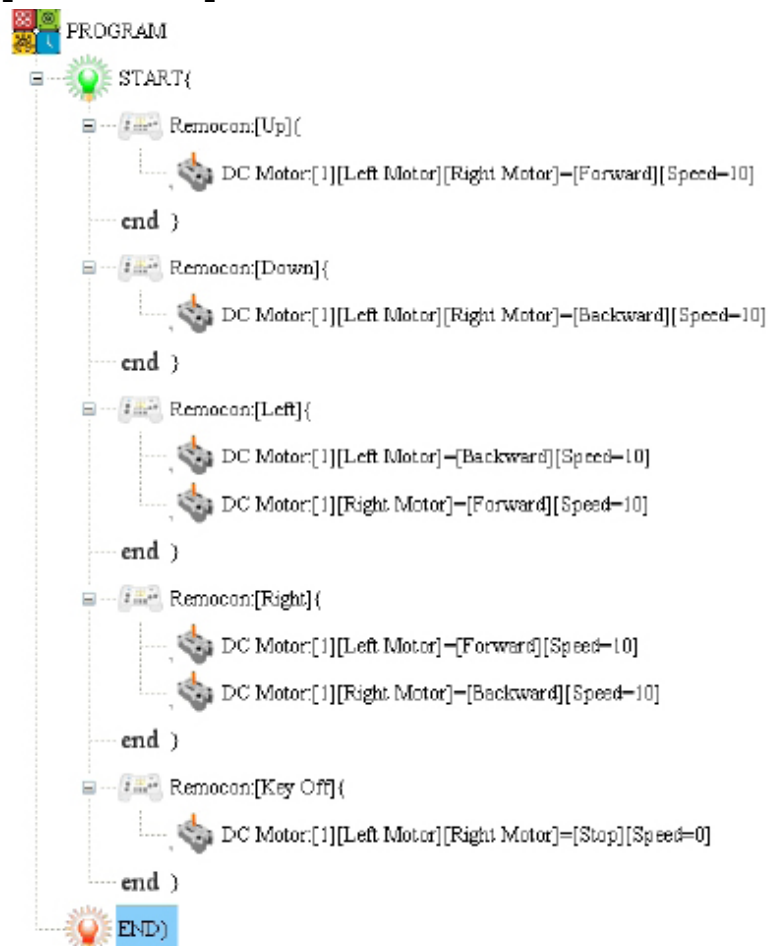 PROGRAM
START{
Remocon:[Up]{
DC Motor:[1][Left Motor][Right Motor]=[Forward][Speed=10]
end }
Remocon:[Down]{
DC Motor:[1][Left Motor][Right Motor]=[Backward][Speed=10]
end }
Remocon:[Left]{
DC Motor:[1][Left Motor]=[Backward][Speed=10]
DC Motor:[1][Right Motor]=[Forward][Speed=10]
end }
Remocon:[Right]{
DC Motor:[1][Left Motor]=[Forward][Speed=10]
DC Motor:[1][Right Motor]=[Backward][Speed=10]
end }
Remocon:[Key Off]{
DC Motor:[1][Left Motor][Right Motor]=[Stop][Speed=0]
end }
END}